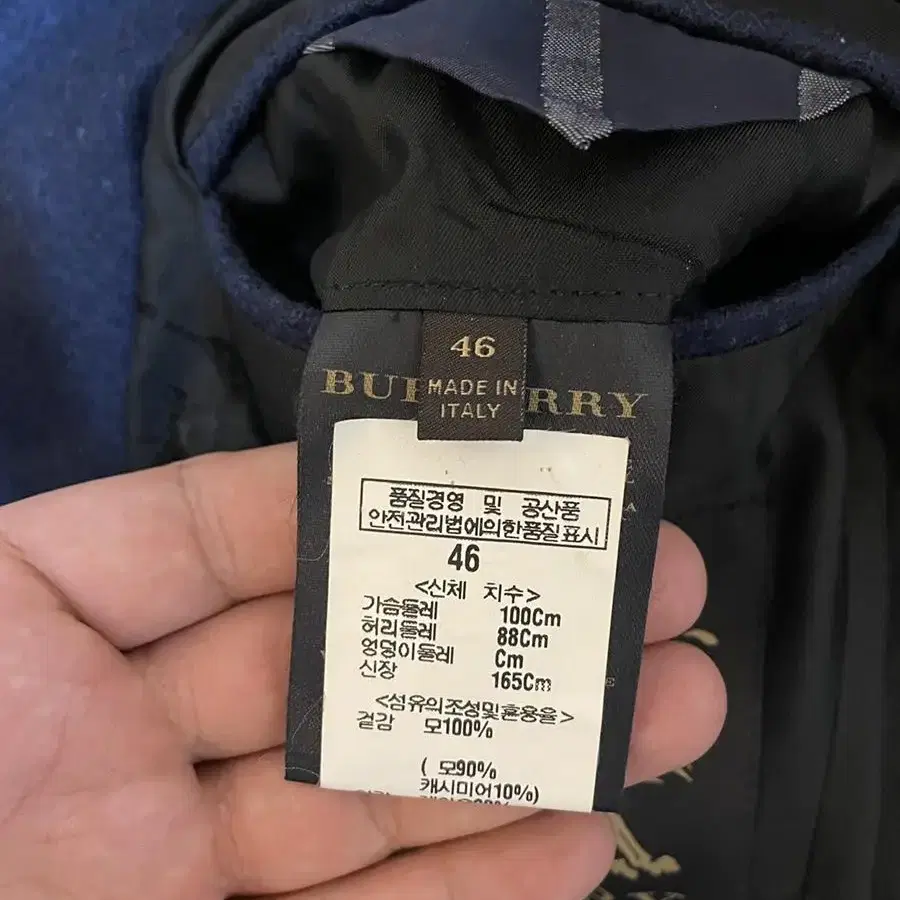 46
MADE IN
ITALY
품질경영 및 공산품
안전관리법에의한품질표시
46
<신체 치수>
가슴둘레 100Cm
허리둘레 88Cm
엉덩이둘레 Cm
신장 165Cm
<섬유의조성및혼용율>
겉감 모100%
( 모90%
캐시미어10%)